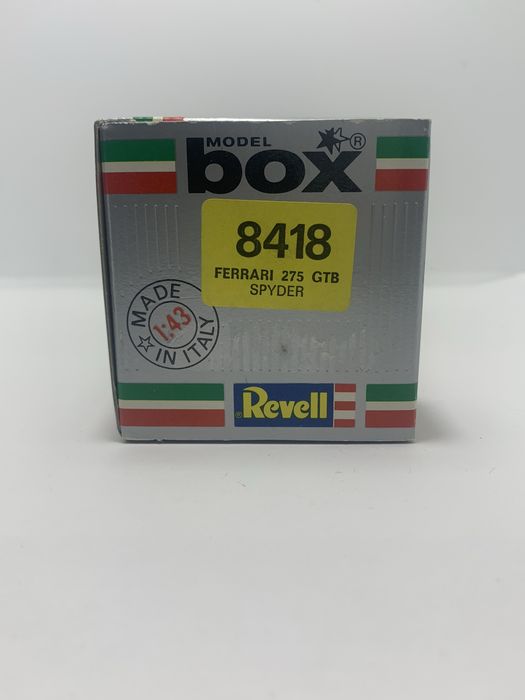 MODEL
box ®
8418
FERRARI 275 GTB
SPYDER
MADE
1:43
IN ITALY
® Revell